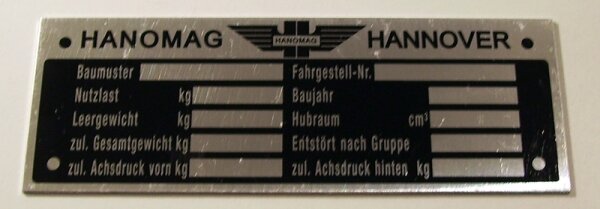 HANOMAG HANOMAG HANNOVER
Baumuster Fahrgestell-Nr.
Nutzlast kg Baujahr
Leergewicht kg Hubraum cm³
zul. Gesamtgewicht kg Entstört nach Gruppe
zul. Achsdruck vorn kg zul. Achsdruck hinten kg